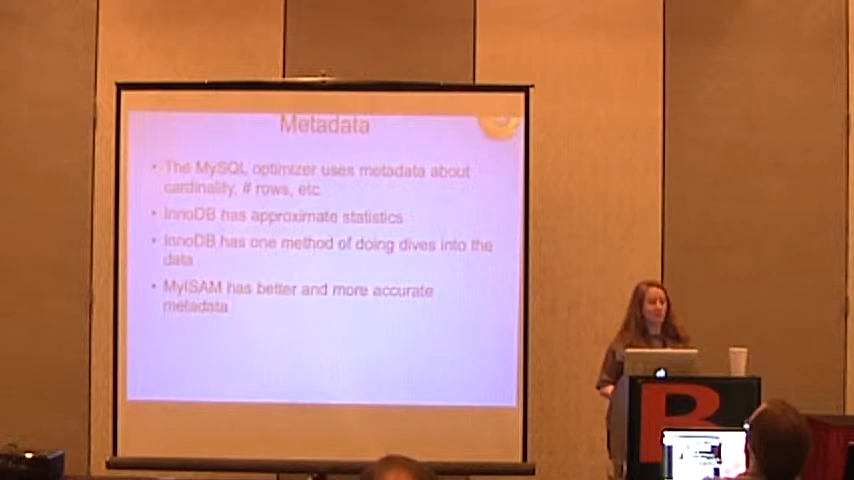 Metadata
• The MySQL optimizer uses metadata about
cardinality, # rows, etc.
• InnoDB has approximate statistics
• InnoDB has one method of doing dives into the
data
• MyISAM has better and more accurate
metadata
R